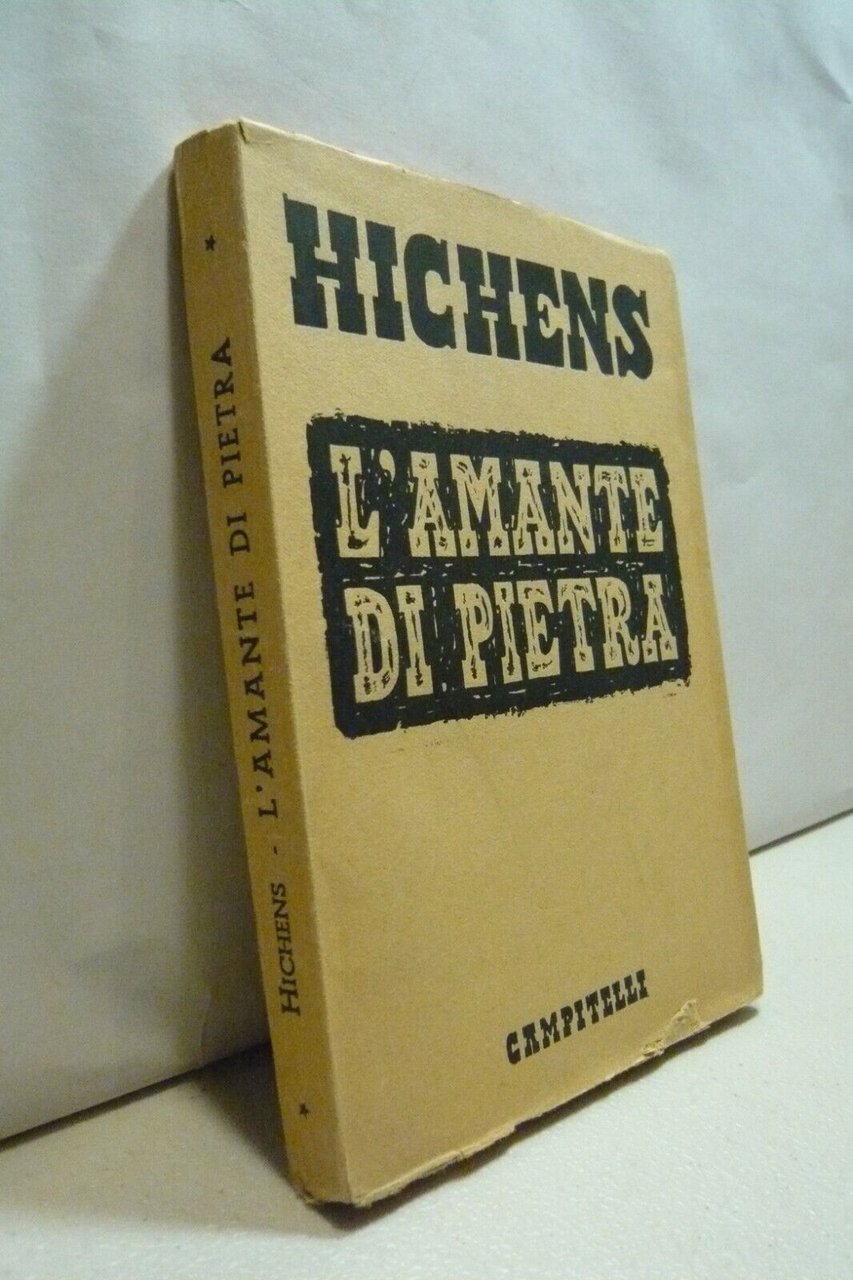 HICHENS
L'AMANTE
DI PIETRA
CAMPITELLI
HICHENS - L'AMANTE DI PIETRA